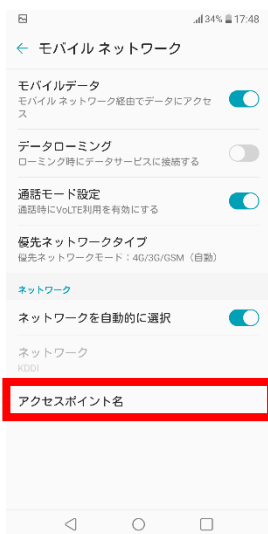 34% 17:48
← モバイル ネットワーク
モバイルデータ
モバイル ネットワーク経由でデータにアクセ
ス
データローミング
ローミング時にデータサービスに接続する
通話モード設定
通話時にVoLTE利用を有効にする
優先ネットワークタイプ
優先ネットワークモード：4G/3G/GSM（自動）
ネットワーク
ネットワークを自動的に選択
ネットワーク
KDDI
アクセスポイント名